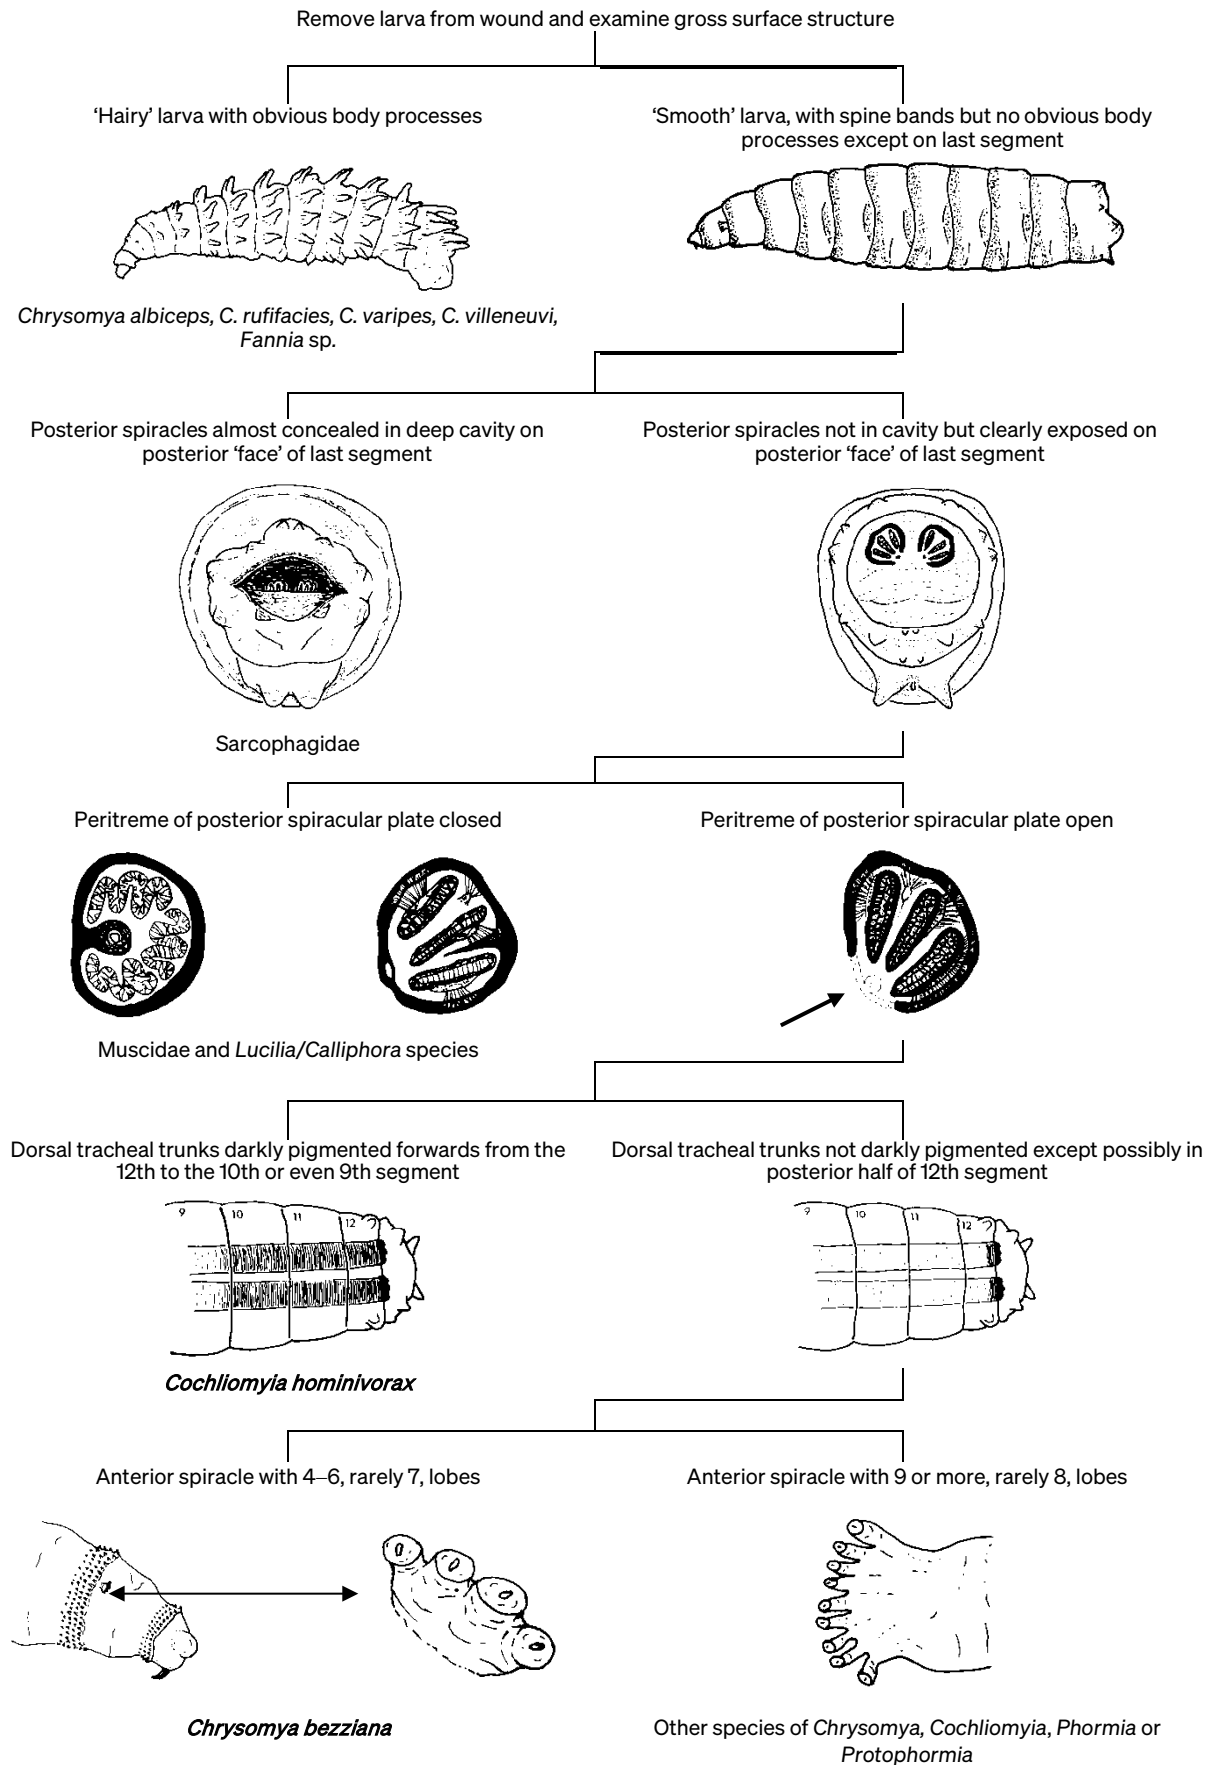 Remove larva from wound and examine gross surface structure
‘Hairy’ larva with obvious body processes
‘Smooth’ larva, with spine bands but no obvious body
processes except on last segment
Chrysomya albiceps, C. rufifacies, C. varipes, C. villeneuvi,
Fannia sp.
Posterior spiracles almost concealed in deep cavity on
posterior ‘face’ of last segment
Posterior spiracles not in cavity but clearly exposed on
posterior ‘face’ of last segment
Sarcophagidae
Peritreme of posterior spiracular plate closed
Peritreme of posterior spiracular plate open
Muscidae and Lucilia/Calliphora species
Dorsal tracheal trunks darkly pigmented forwards from the
12th to the 10th or even 9th segment
Dorsal tracheal trunks not darkly pigmented except possibly in
posterior half of 12th segment
9 10 11 12
9 10 11 12
Cochliomyia hominivorax
Anterior spiracle with 4–6, rarely 7, lobes
Anterior spiracle with 9 or more, rarely 8, lobes
Chrysomya bezziana
Other species of Chrysomya, Cochliomyia, Phormia or
Protophormia